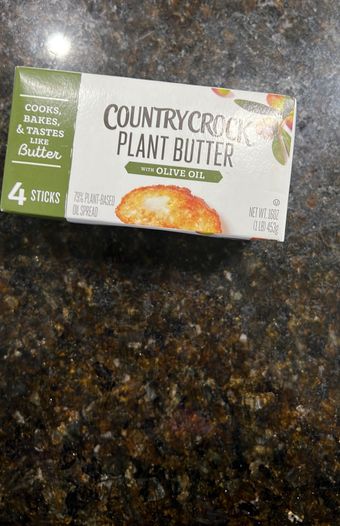 COOKS,
BAKES,
& TASTES
LIKE
Butter
4 STICKS
COUNTRY CROCK
PLANT BUTTER
WITH OLIVE OIL
79% PLANT-BASED
OIL SPREAD
NET WT. 16OZ
(1 LB) 453g